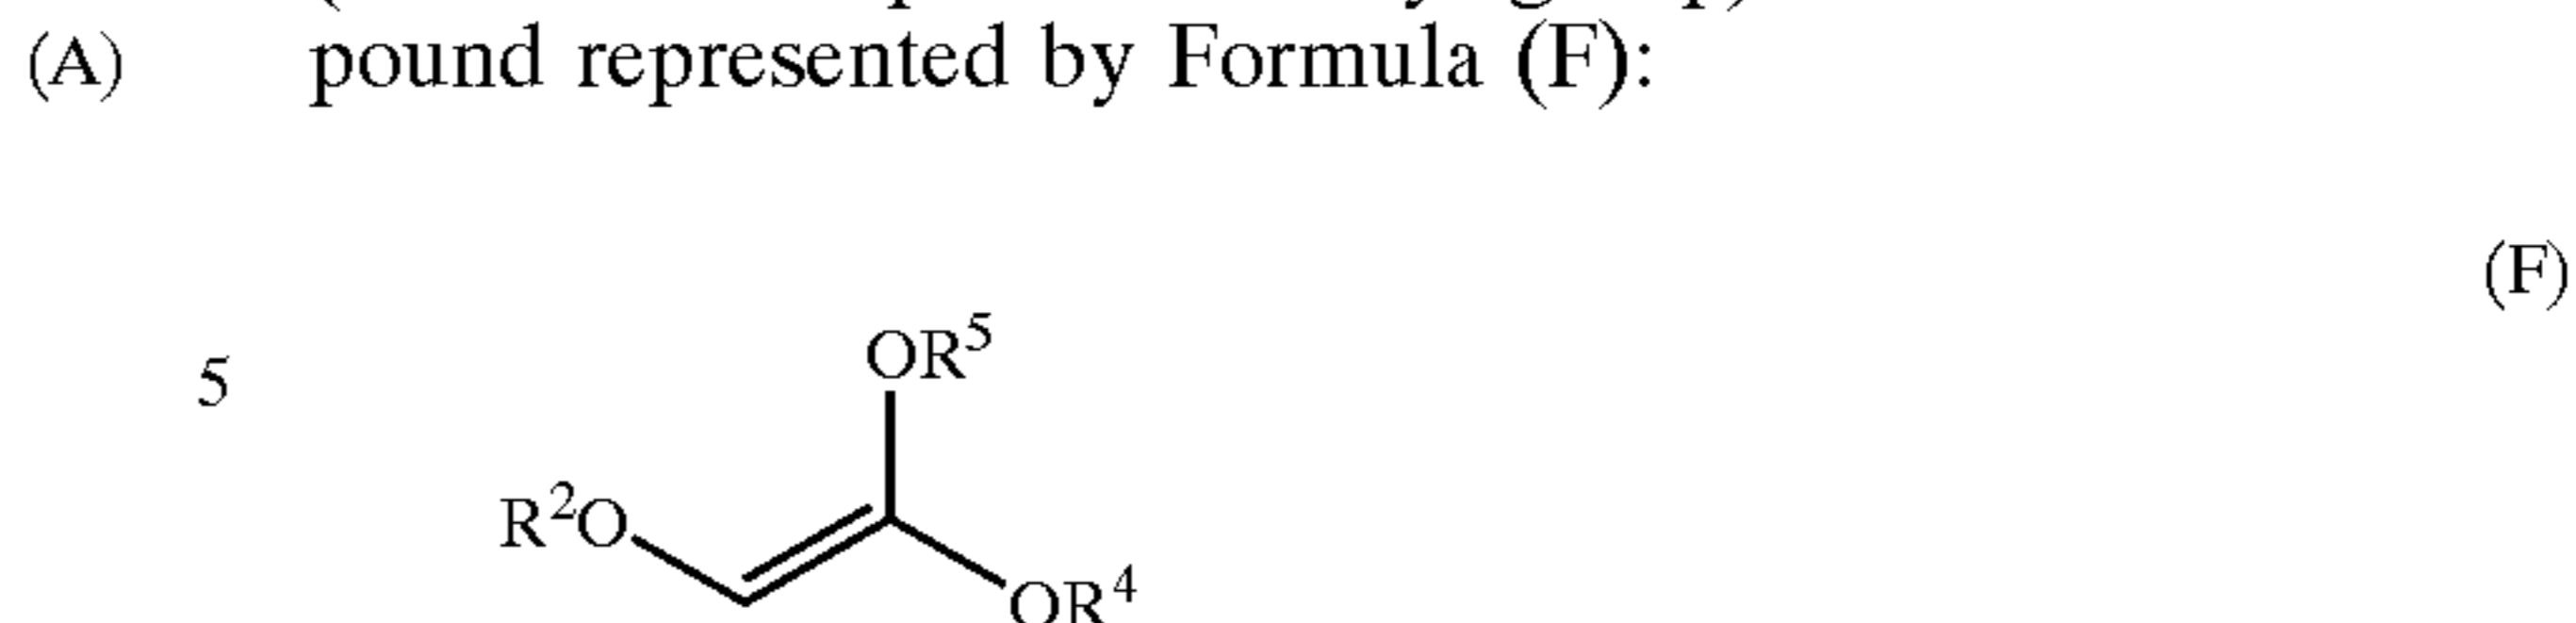 (A) pound represented by Formula (F):
(F)
5
OR⁵
R²O
OR⁴